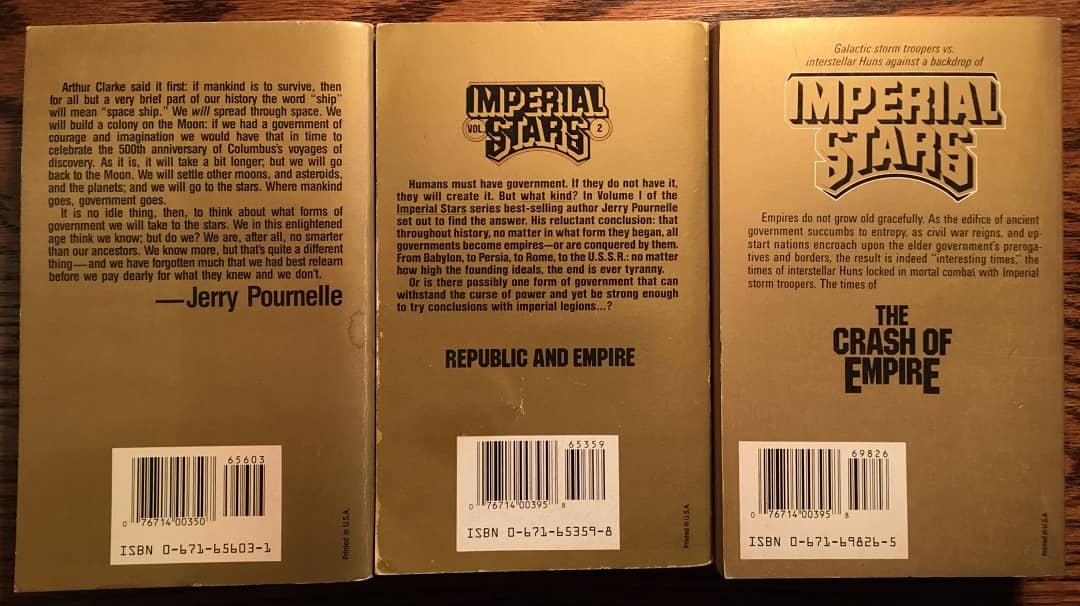 Arthur Clarke said it first: if mankind is to survive, then
for all but a very brief part of our history the word "ship"
will mean "space ship." We will spread through space. We
will build a colony on the Moon: if we had a government of
courage and imagination we would have that in time to
celebrate the 500th anniversary of Columbus's voyages of
discovery. As it is, it will take a bit longer; but we will go
back to the Moon. We will settle other moons, and asteroids,
and the planets; and we will go to the stars. Where mankind
goes, government goes.
It is no idle thing, then, to think about what forms of
government we will take to the stars. We in this enlightened
age think we know; but do we? We are, after all, no smarter
than our ancestors. We know more, but that's quite a different
thing—and we have forgotten much that we had best relearn
before we pay dearly for what they knew and we don't.
—Jerry Pournelle
65603
0 76714 00350
ISBN 0-671-65603-1
Printed in U.S.A.
IMPERIAL
VOL. STARS 2
Humans must have government. If they do not have it,
they will create it. But what kind? In Volume I of the
Imperial Stars series best-selling author Jerry Pournelle
set out to find the answer. His reluctant conclusion: that
throughout history, no matter in what form they began, all
governments become empires—or are conquered by them.
From Babylon, to Persia, to Rome, to the U.S.S.R.: no matter
how high the founding ideals, the end is ever tyranny.
Or is there possibly one form of government that can
withstand the curse of power and yet be strong enough
to try conclusions with imperial legions...?
REPUBLIC AND EMPIRE
65359
0 76714 00395 8
ISBN 0-671-65359-8
Printed in U.S.A.
Galactic storm troopers vs.
interstellar Huns against a backdrop of
IMPERIAL
STARS
Empires do not grow old gracefully. As the edifice of ancient
government succumbs to entropy, as civil war reigns, and up-
start nations encroach upon the elder government's preroga-
tives and borders, the result is indeed "interesting times," the
times of interstellar Huns locked in mortal combat with Imperial
storm troopers. The times of
THE
CRASH OF
EMPIRE
69826
0 76714 00395 8
ISBN 0-671-69826-5
Printed in U.S.A